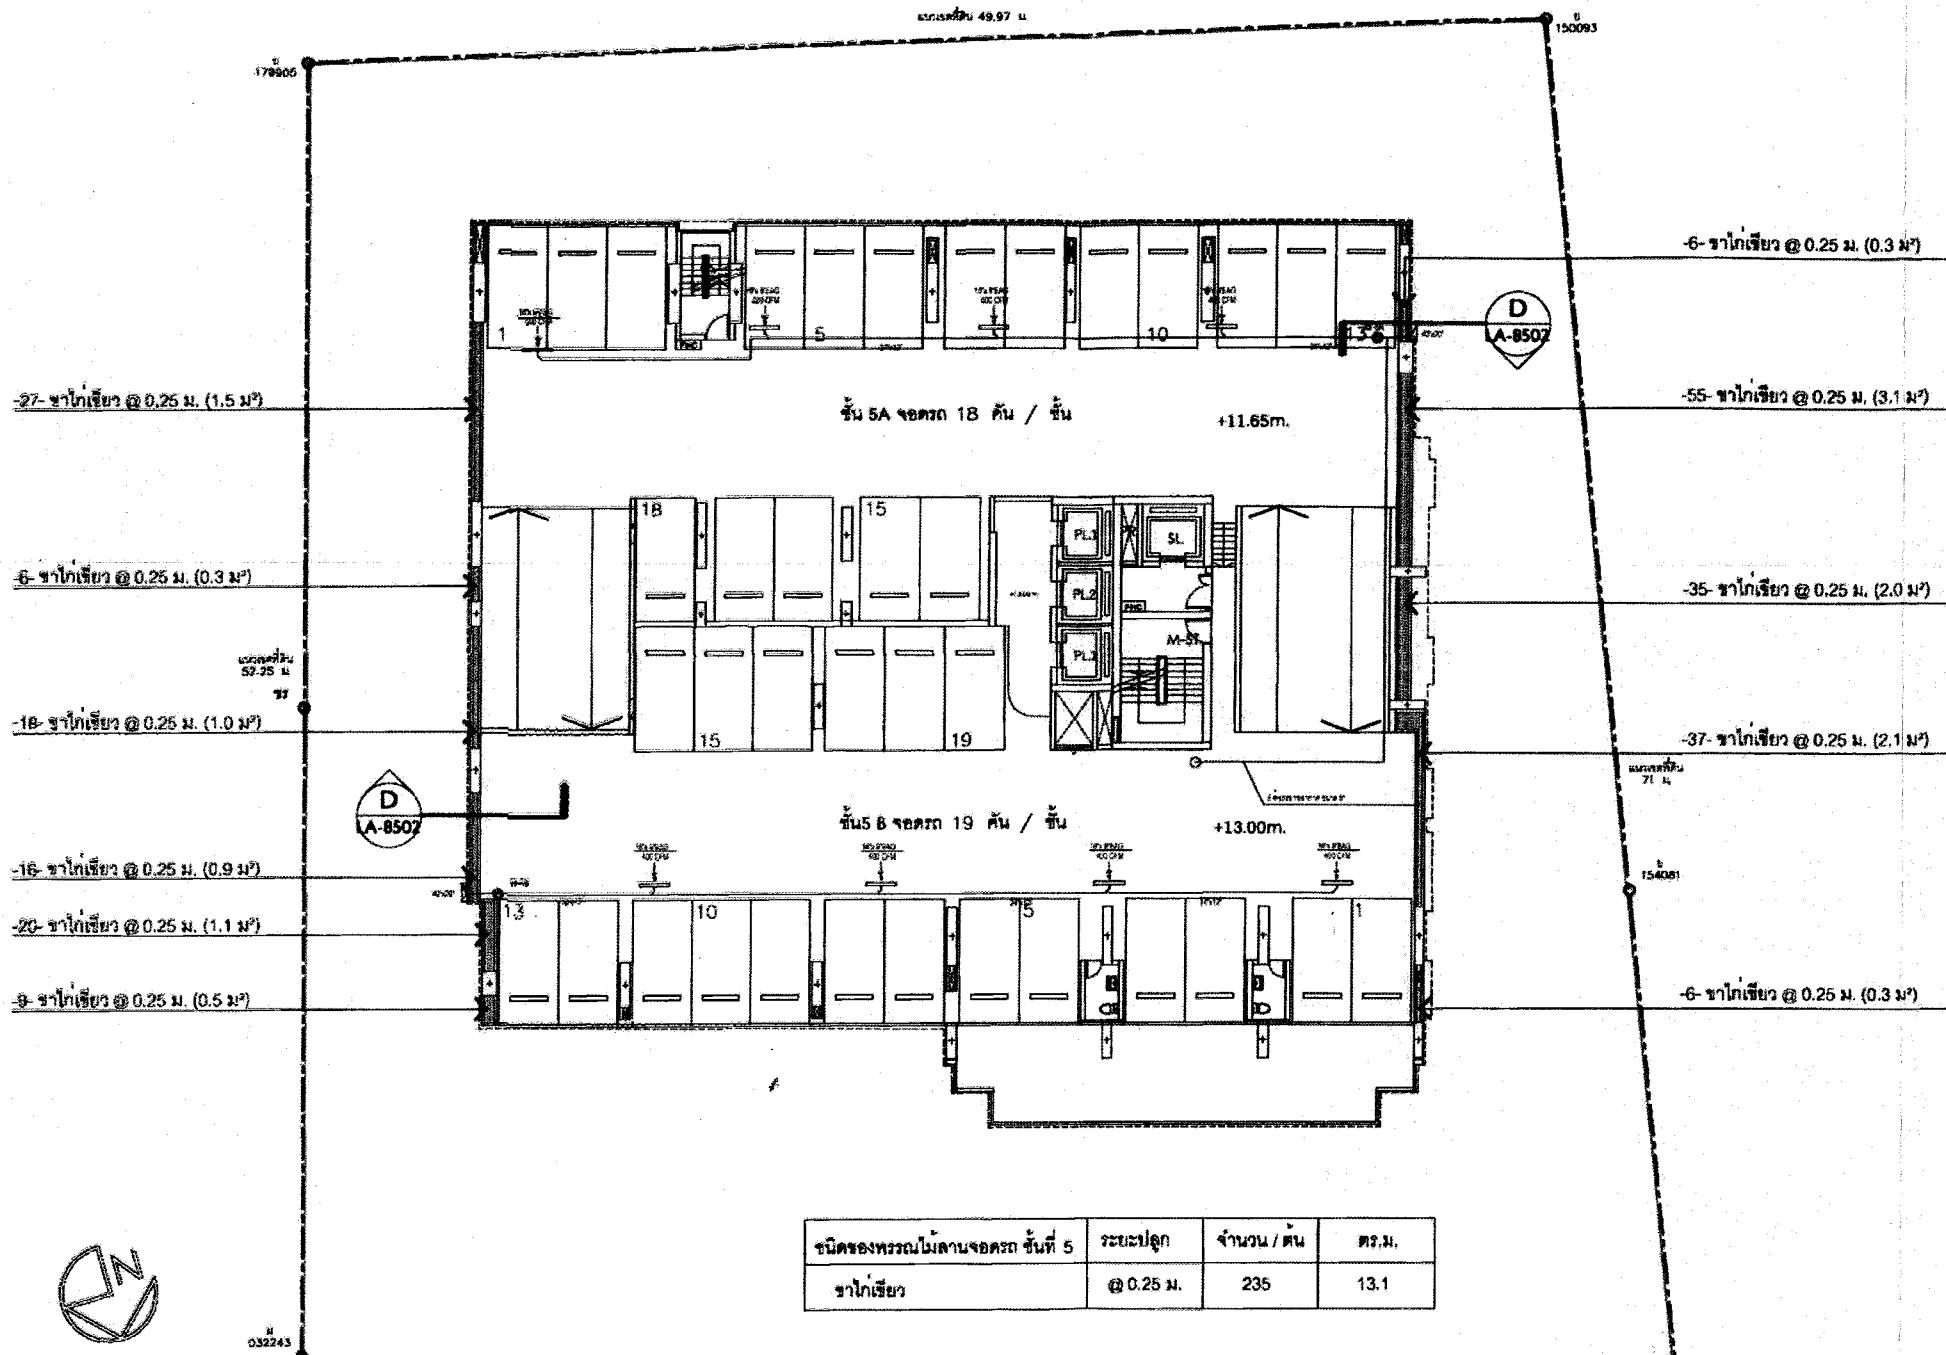 แนวเขตที่ดิน 49.97 ม
150093
179905
-6- ขาไก่เขียว @ 0.25 ม. (0.3 ม²)
D
LA-8502
1
5
10
13
-27- ขาไก่เขียว @ 0.25 ม. (1.5 ม²)
ชั้น 5A จอดรถ 18 คัน / ชั้น
+11.65m.
-55- ขาไก่เขียว @ 0.25 ม. (3.1 ม²)
18
15
PL.1
SL.
-6- ขาไก่เขียว @ 0.25 ม. (0.3 ม²)
PL.2
-35- ขาไก่เขียว @ 0.25 ม. (2.0 ม²)
M-ST.
PL.3
แนวเขตที่ดิน
52.25 ม
-18- ขาไก่เขียว @ 0.25 ม. (1.0 ม²)
15
19
-37- ขาไก่เขียว @ 0.25 ม. (2.1 ม²)
แนวเขตที่ดิน
71 ม
D
LA-8502
ชั้น5 B จอดรถ 19 คัน / ชั้น
+13.00m.
-16- ขาไก่เขียว @ 0.25 ม. (0.9 ม²)
154081
13
10
5
1
-20- ขาไก่เขียว @ 0.25 ม. (1.1 ม²)
-9- ขาไก่เขียว @ 0.25 ม. (0.5 ม²)
-6- ขาไก่เขียว @ 0.25 ม. (0.3 ม²)
ชนิดของพรรณไม้ลานจอดรถ ชั้นที่ 5 ระยะปลูก จำนวน / ต้น ตร.ม.
ขาไก่เขียว @ 0.25 ม. 235 13.1
N
032243